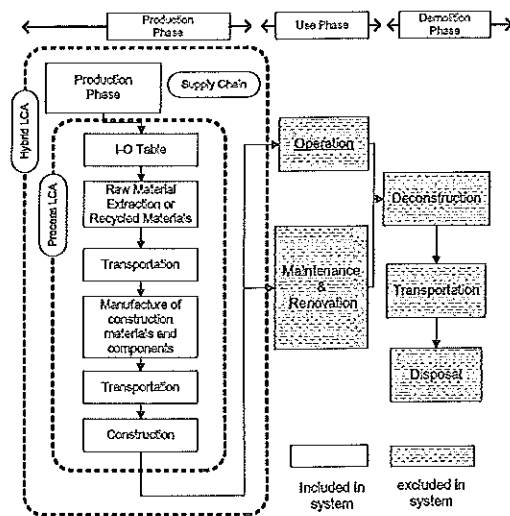 Production
Phase
Use Phase
Demolition
Phase
Production
Phase
Supply Chain
Hybrid LCA
Process LCA
I-O Table
Raw Material
Extraction or
Recycled Materials
Transportation
Manufacture of
construction
materials and
components
Transportation
Construction
Operation
Maintenance
&
Renovation
Deconstruction
Transportation
Disposal
Included in
system
excluded in
system